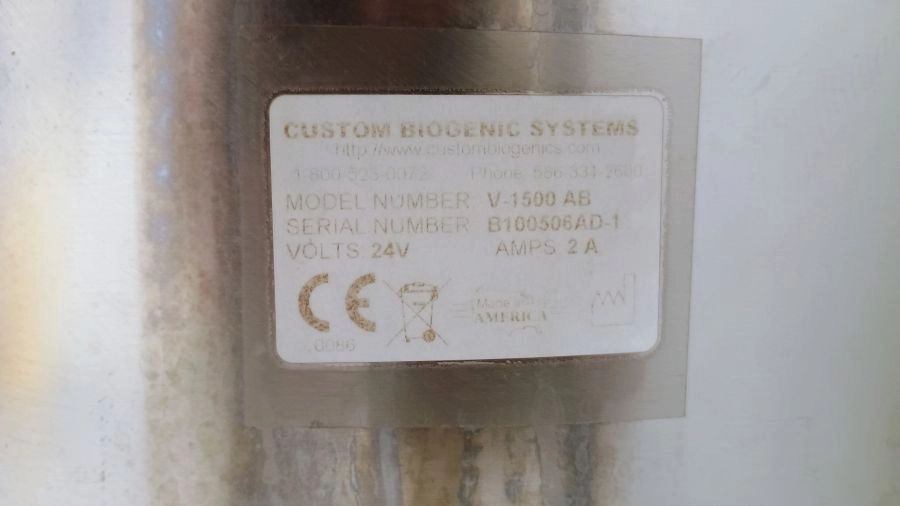 CUSTOM BIOGENIC SYSTEMS
http://www.custombiogenics.com
1-800-523-0072 Phone: 586-331-2600
MODEL NUMBER: V-1500 AB
SERIAL NUMBER: B100506AD-1
VOLTS: 24V AMPS: 2 A
CE
0086
Made in
AMERICA